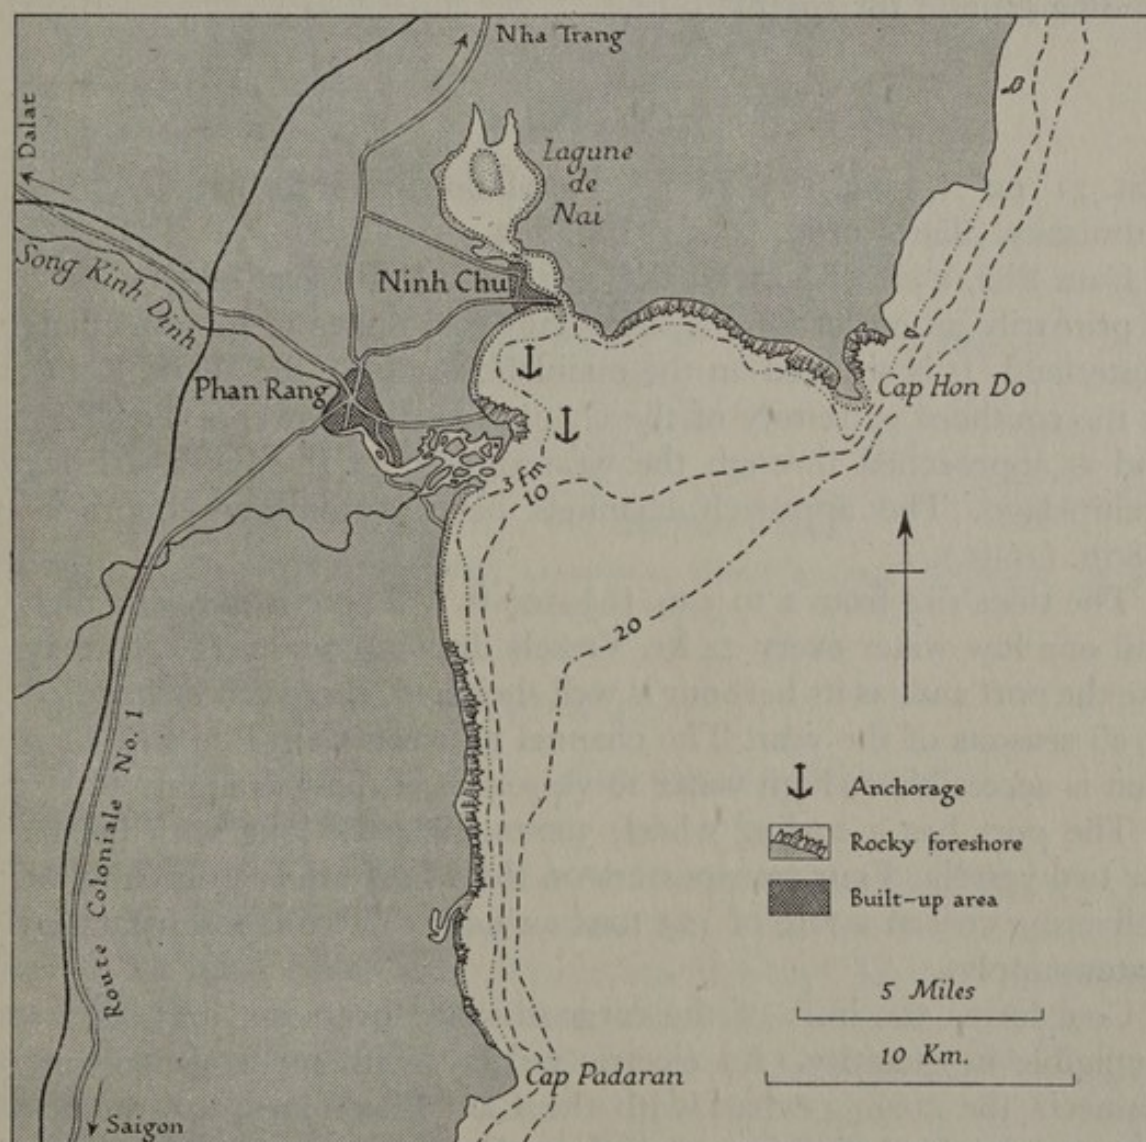 Nha Trang
Dalat
Lagune
de
Nai
Song Kinh Dinh
Ninh Chu
Phan Rang
Cap Hon Do
3 fm
10
20
Route Coloniale No. 1
Anchorage
Rocky foreshore
Built-up area
5 Miles
10 Km.
Cap Padaran
Saigon